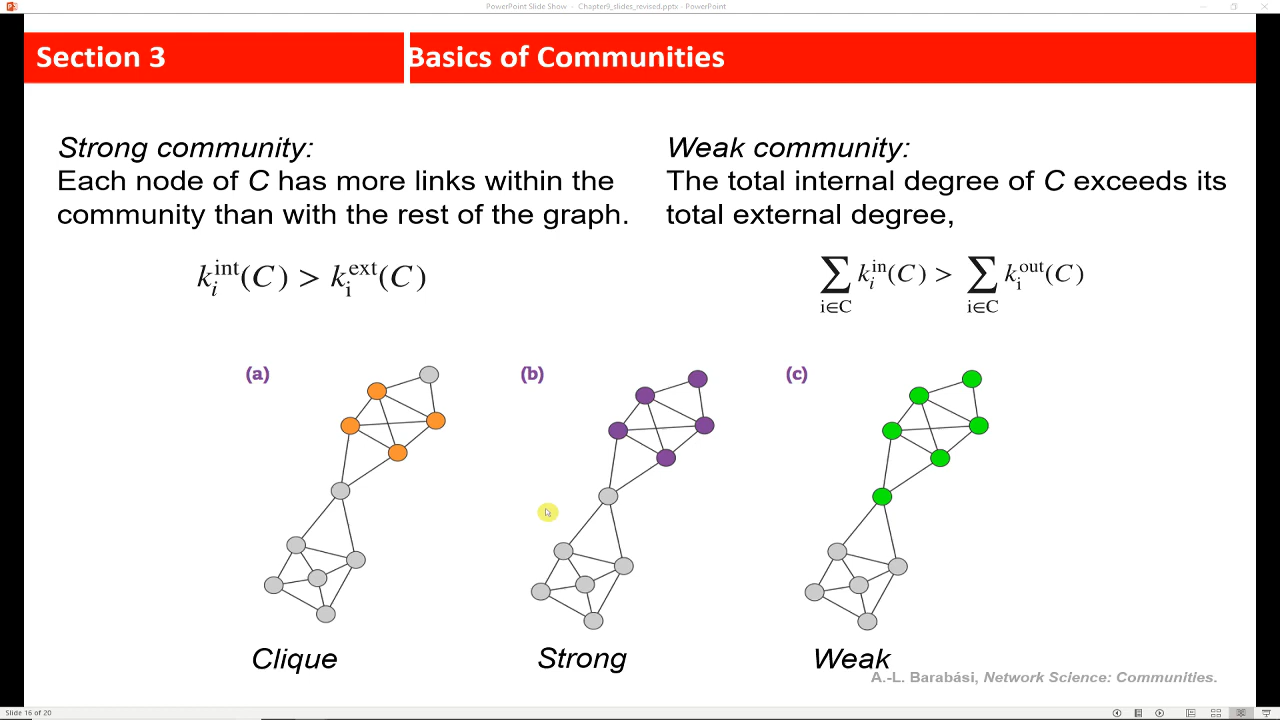 PowerPoint Slide Show - Chapter9_slides_revised.pptx - PowerPoint
Section 3
Basics of Communities
Strong community:
Each node of C has more links within the
community than with the rest of the graph.
k_i^int(C) > k_i^ext(C)
Weak community:
The total internal degree of C exceeds its
total external degree,
∑_{i∈C} k_i^in(C) > ∑_{i∈C} k_i^out(C)
(a)
(b)
(c)
Clique
Strong
Weak
A.-L. Barabási, Network Science: Communities.
Slide 16 of 20